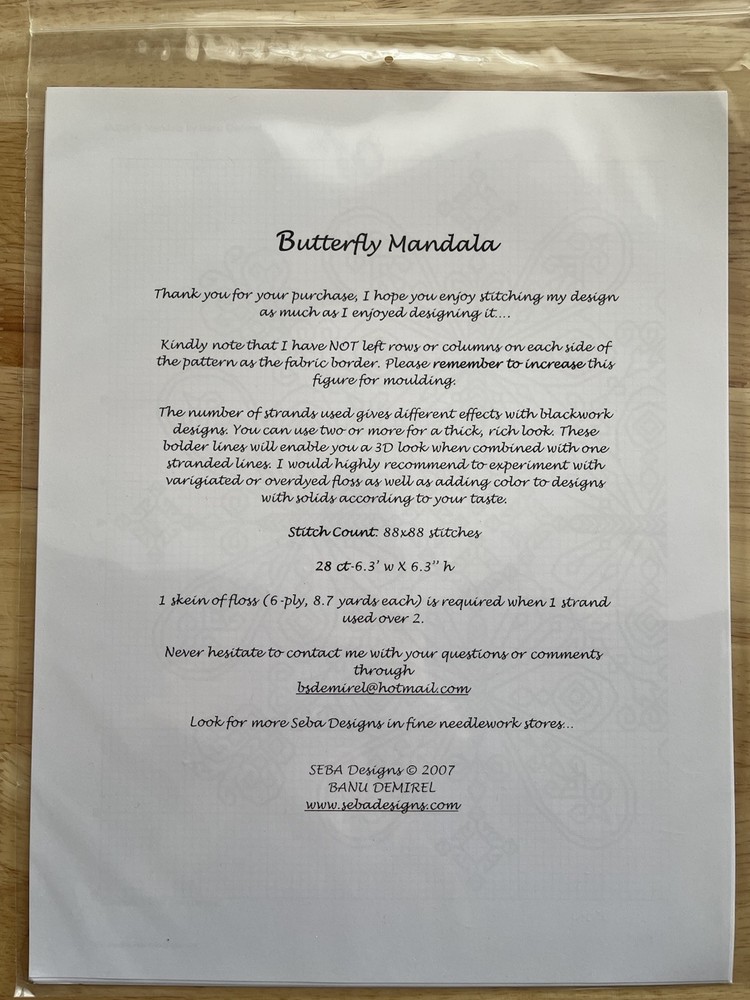 Butterfly Mandala
Thank you for your purchase, I hope you enjoy stitching my design
as much as I enjoyed designing it....
Kindly note that I have NOT left rows or columns on each side of
the pattern as the fabric border. Please remember to increase this
figure for moulding.
The number of strands used gives different effects with blackwork
designs. You can use two or more for a thick, rich look. These
bolder lines will enable you a 3D look when combined with one
stranded lines. I would highly recommend to experiment with
varigiated or overdyed floss as well as adding color to designs
with solids according to your taste.
Stitch Count: 88x88 stitches
28 ct-6.3' w X 6.3" h
1 skein of floss (6-ply, 8.7 yards each) is required when 1 strand
used over 2.
Never hesitate to contact me with your questions or comments
through
bsdemirel@hotmail.com
Look for more Seba Designs in fine needlework stores...
SEBA Designs © 2007
BANU DEMIREL
www.sebadesigns.com